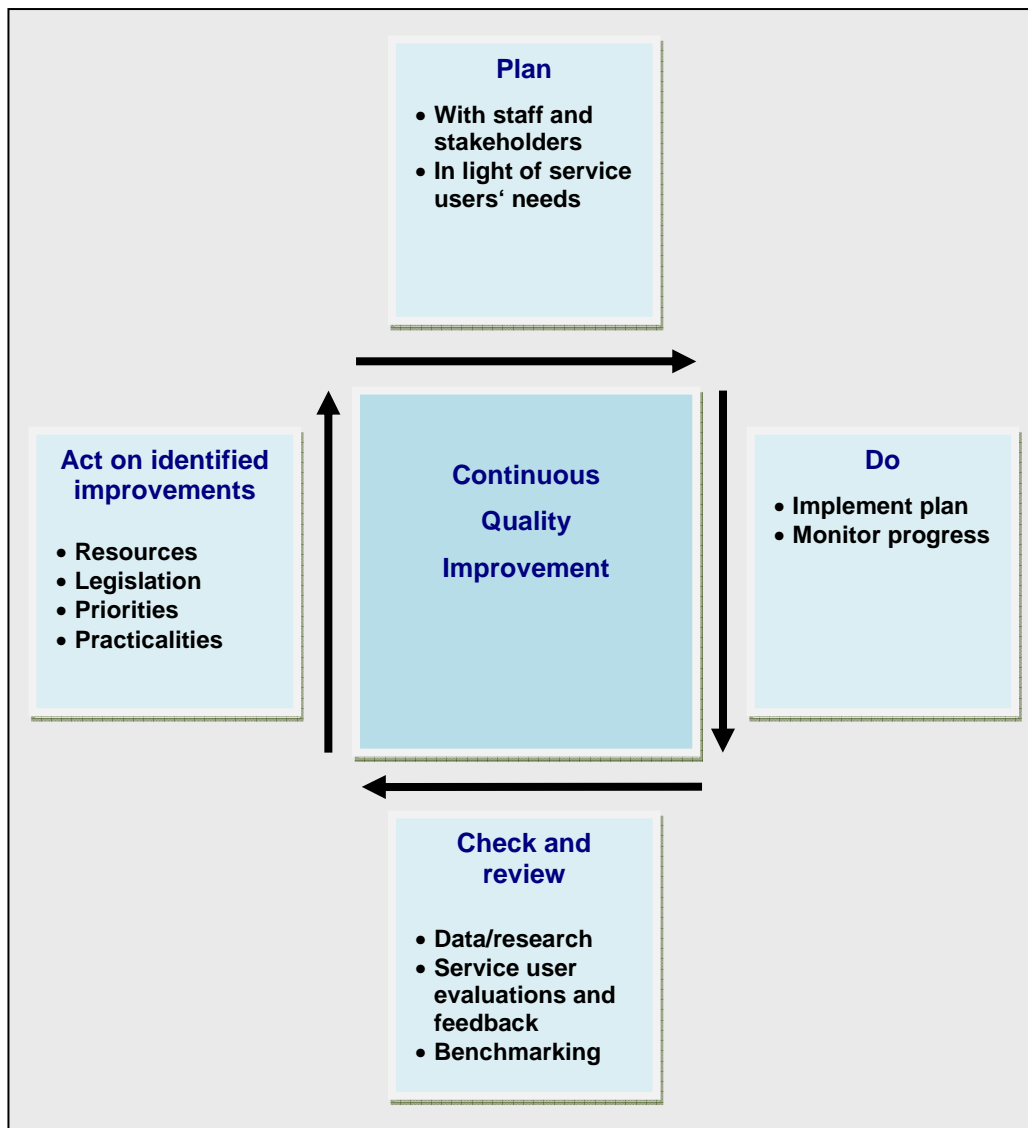 Plan
• With staff and
stakeholders
• In light of service
users‘ needs
Act on identified
improvements
• Resources
• Legislation
• Priorities
• Practicalities
Continuous
Quality
Improvement
Do
• Implement plan
• Monitor progress
Check and
review
• Data/research
• Service user
evaluations and
feedback
• Benchmarking